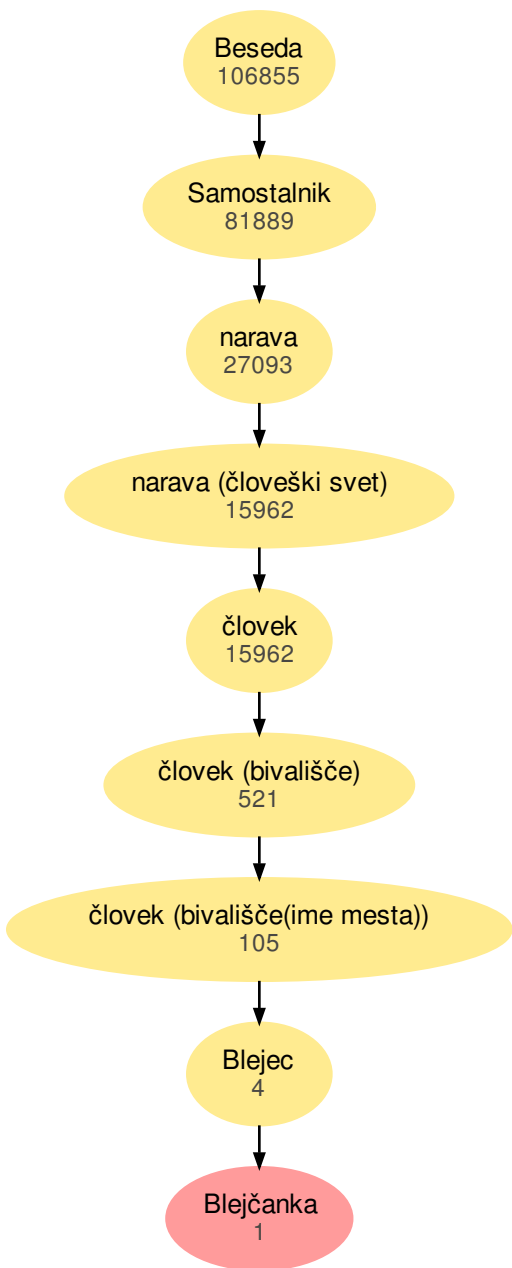 Beseda
106855
Samostalnik
81889
narava
27093
narava (človeški svet)
15962
človek
15962
človek (bivališče)
521
človek (bivališče(ime mesta))
105
Blejec
4
Blejčanka
1